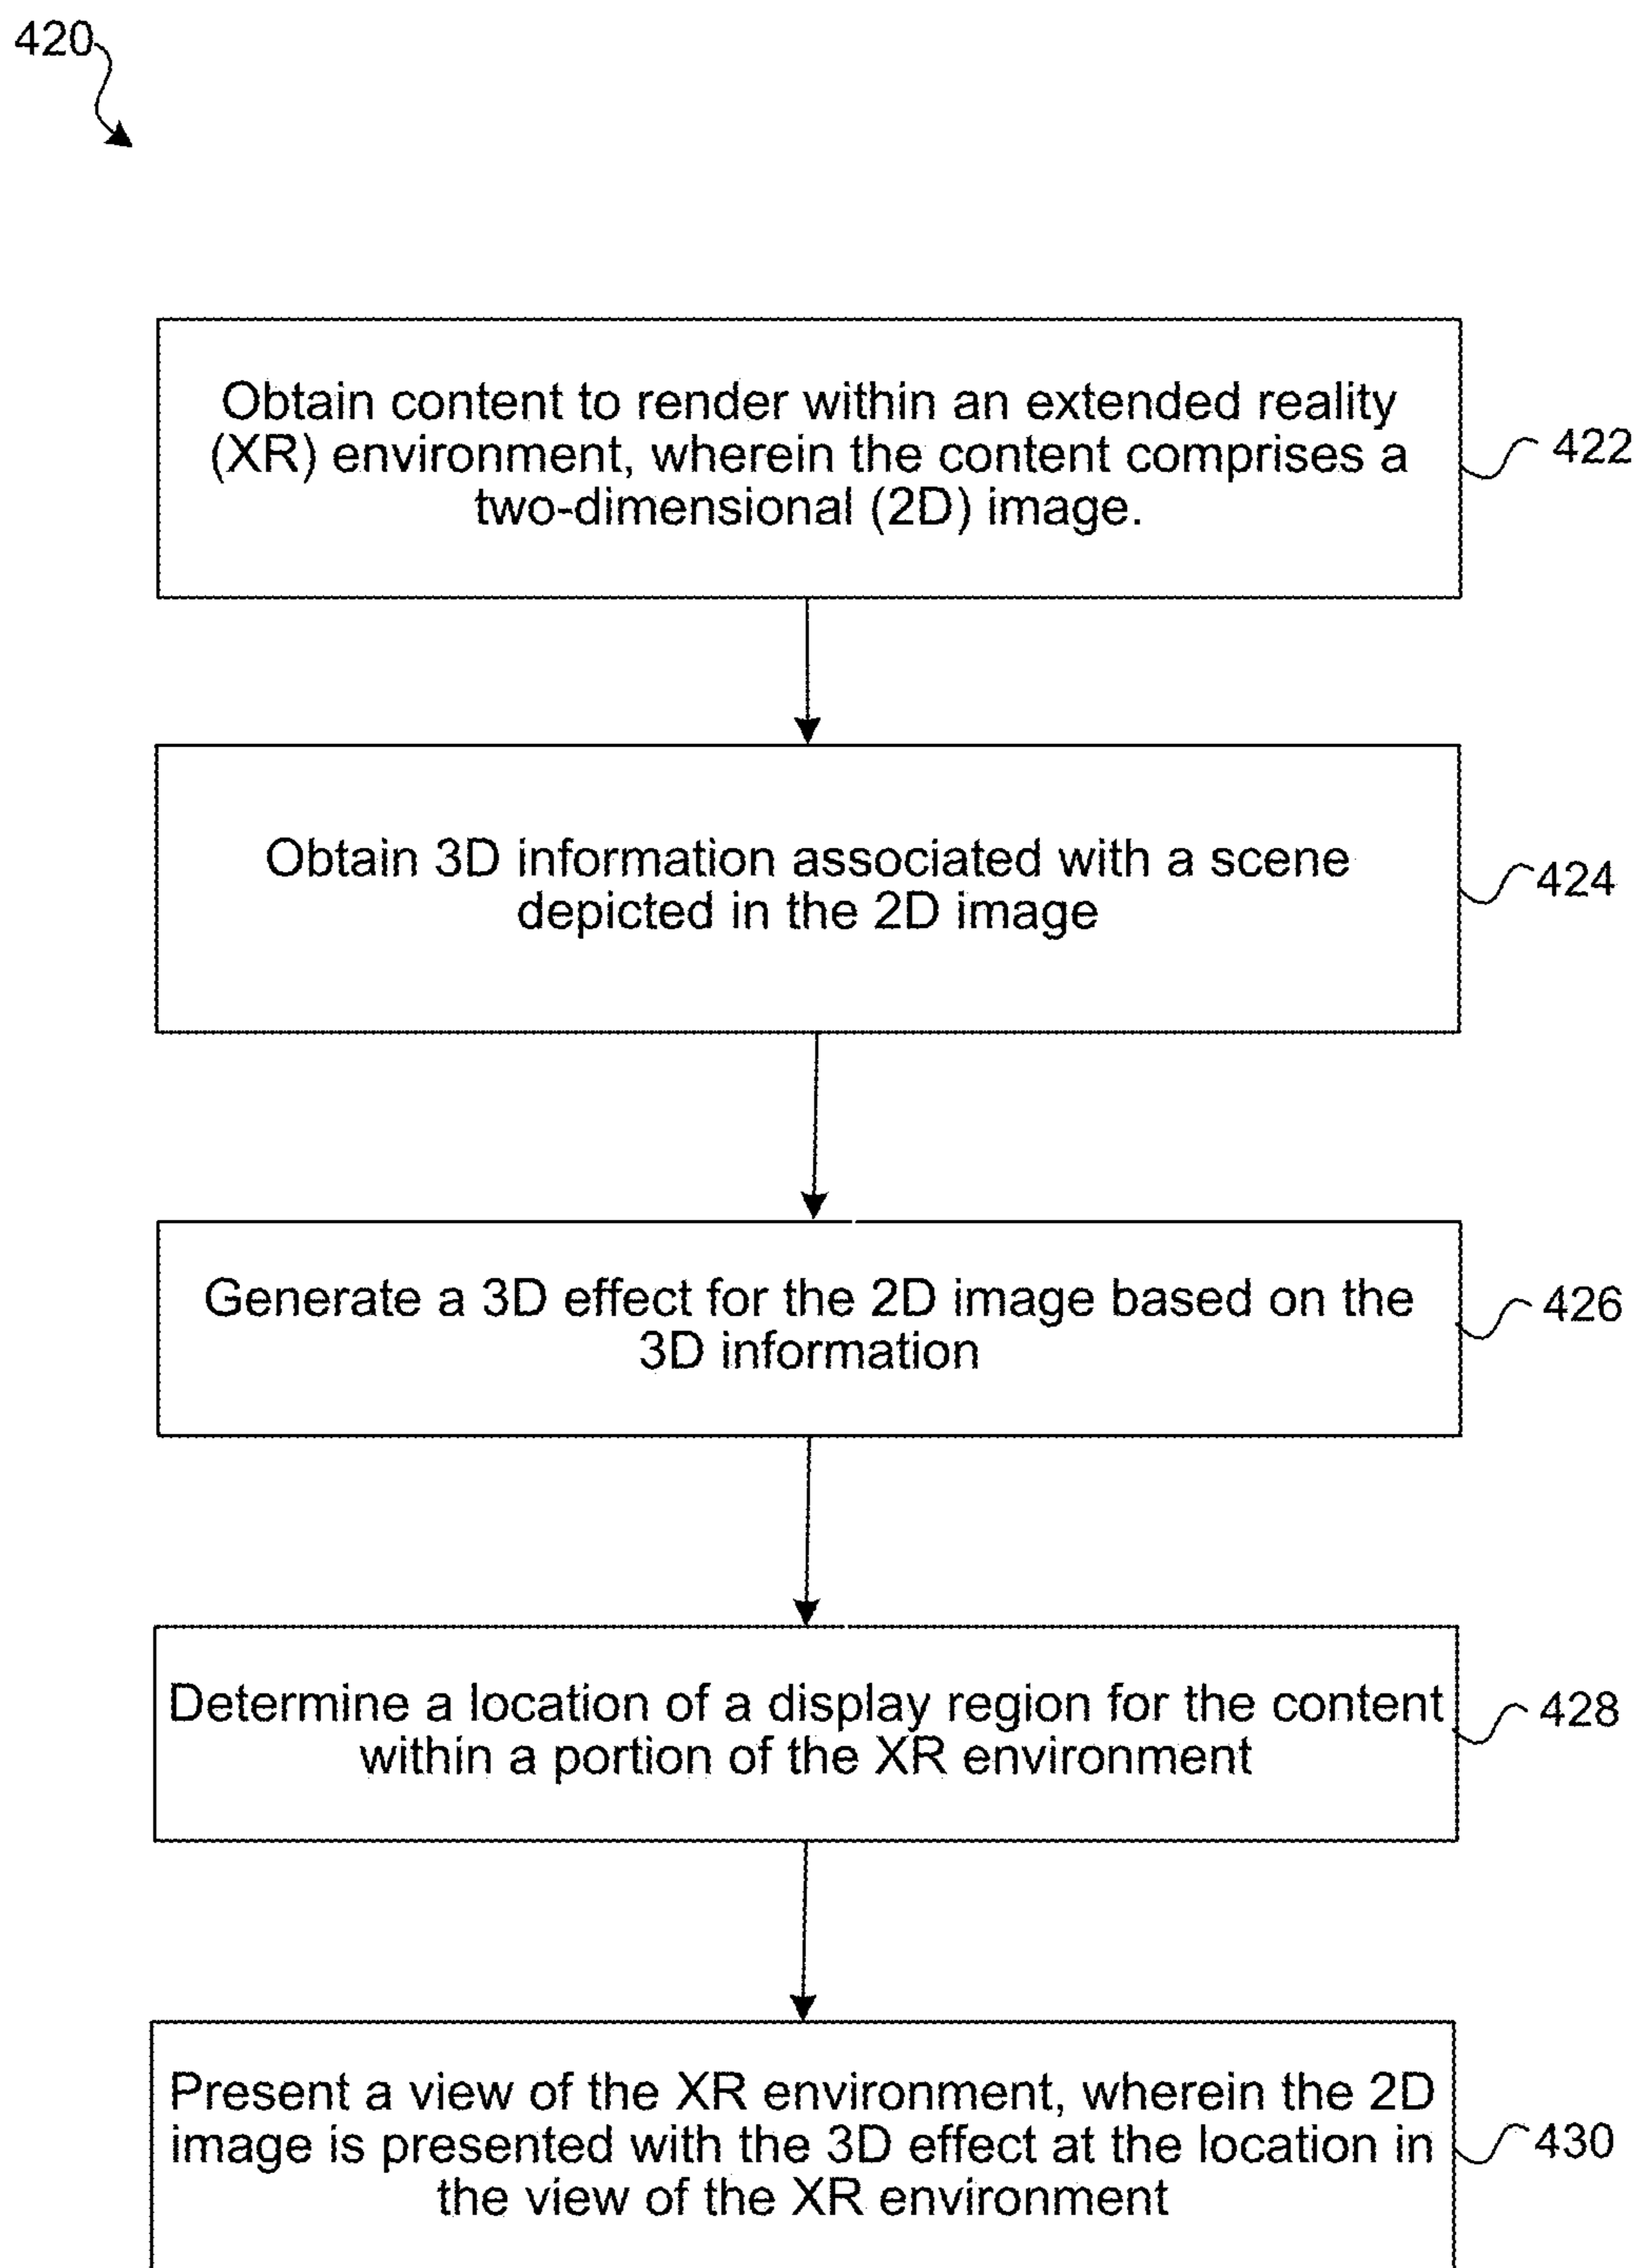 420
Obtain content to render within an extended reality
(XR) environment, wherein the content comprises a
two-dimensional (2D) image.
422
Obtain 3D information associated with a scene
depicted in the 2D image
424
Generate a 3D effect for the 2D image based on the
3D information
426
Determine a location of a display region for the content
within a portion of the XR environment
428
Present a view of the XR environment, wherein the 2D
image is presented with the 3D effect at the location in
the view of the XR environment
430